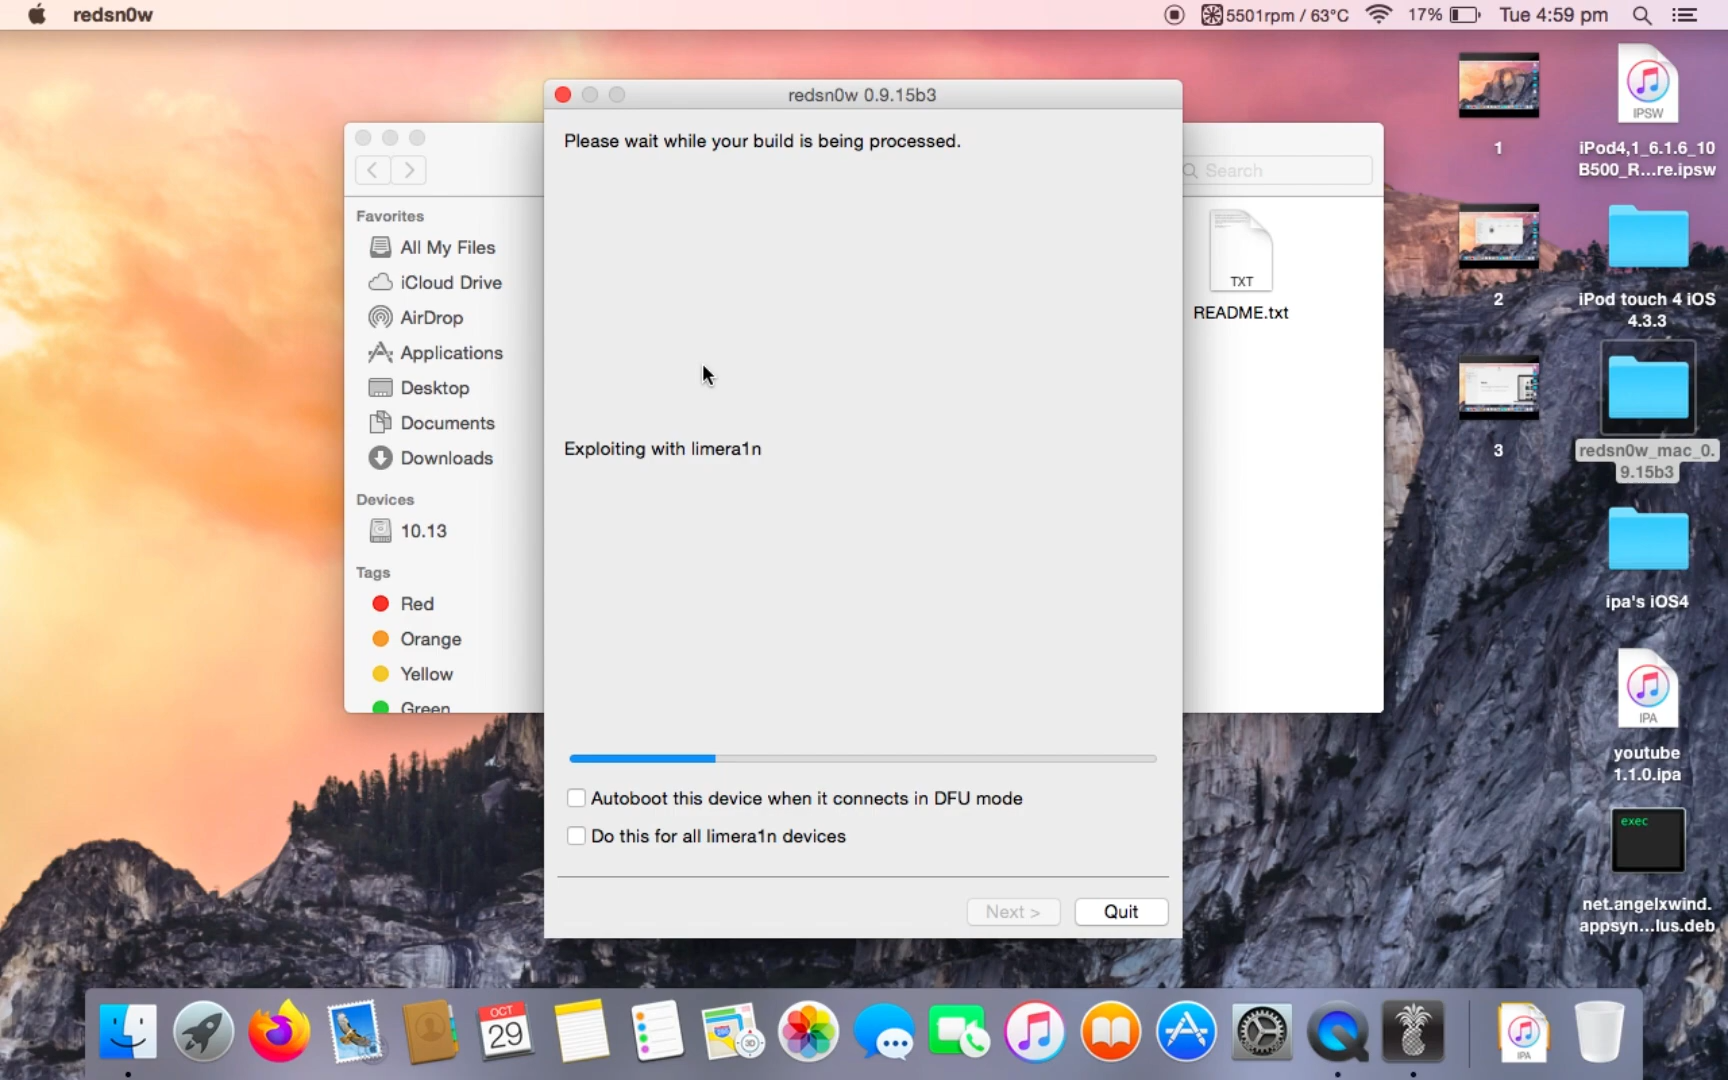 redsn0w
5501rpm / 63°C
17%
Tue 4:59 pm
redsn0w 0.9.15b3
Please wait while your build is being processed.
Exploiting with limera1n
Autoboot this device when it connects in DFU mode
Do this for all limera1n devices
Next >
Quit
Search
Favorites
All My Files
iCloud Drive
AirDrop
Applications
Desktop
Documents
Downloads
Devices
10.13
Tags
Red
Orange
Yellow
Green
TXT
README.txt
1
2
3
IPSW
iPod4,1_6.1.6_10
B500_R...re.ipsw
iPod touch 4 iOS
4.3.3
redsn0w_mac_0.
9.15b3
ipa's iOS4
IPA
youtube
1.1.0.ipa
exec
net.angelxwind.
appsyn...lus.deb
OCT
29
3D
IPA